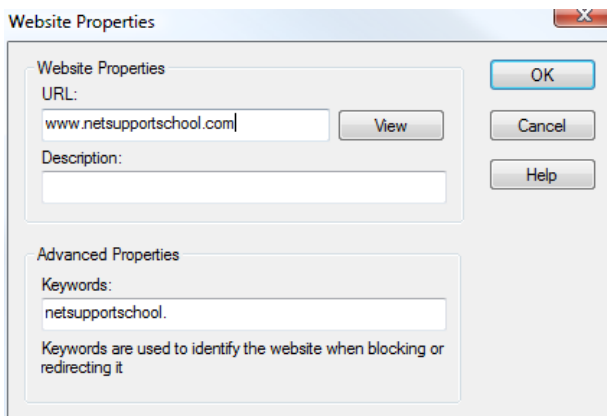 Website Properties
Website Properties
OK
URL:
www.netsupportschool.com
View
Cancel
Description:
Help
Advanced Properties
Keywords:
netsupportschool.
Keywords are used to identify the website when blocking or
redirecting it